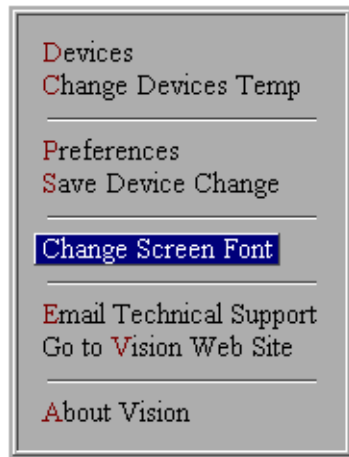 Devices
Change Devices Temp
Preferences
Save Device Change
Change Screen Font
Email Technical Support
Go to Vision Web Site
About Vision